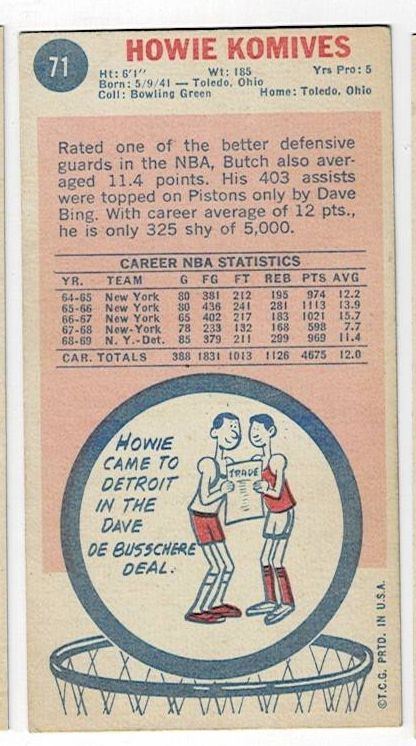 71
HOWIE KOMIVES
Ht: 6'1" Wt: 185 Yrs Pro: 5
Born: 5/9/41 — Toledo, Ohio
Coll: Bowling Green Home: Toledo, Ohio
Rated one of the better defensive
guards in the NBA, Butch also aver-
aged 11.4 points. His 403 assists
were topped on Pistons only by Dave
Bing. With career average of 12 pts.,
he is only 325 shy of 5,000.
CAREER NBA STATISTICS
YR. TEAM G FG FT REB PTS AVG
64-65 New York 80 381 212 195 974 12.2
65-66 New York 80 436 241 281 1113 13.9
66-67 New York 65 402 217 183 1021 15.7
67-68 New-York 78 233 132 168 598 7.7
68-69 N. Y.-Det. 85 379 211 299 969 11.4
CAR. TOTALS 388 1831 1013 1126 4675 12.0
HOWIE
CAME TO
DETROIT
IN THE
DAVE
DE BUSSCHERE
DEAL.
TRADE
©T.C.G. PRTD. IN U.S.A.